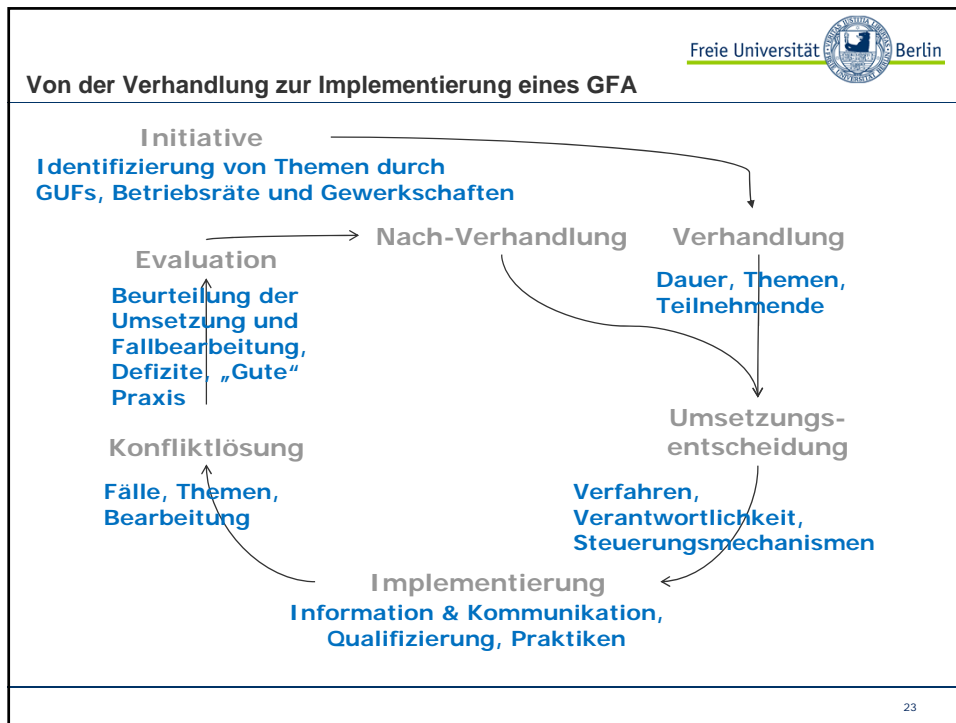 Freie Universität Berlin
Von der Verhandlung zur Implementierung eines GFA
Initiative
Identifizierung von Themen durch
GUFs, Betriebsräte und Gewerkschaften
Nach-Verhandlung
Verhandlung
Dauer, Themen,
Teilnehmende
Evaluation
Beurteilung der
Umsetzung und
Fallbearbeitung,
Defizite, „Gute“
Praxis
Umsetzungs-
entscheidung
Verfahren,
Verantwortlichkeit,
Steuerungsmechanismen
Konfliktlösung
Fälle, Themen,
Bearbeitung
Implementierung
Information & Kommunikation,
Qualifizierung, Praktiken
23